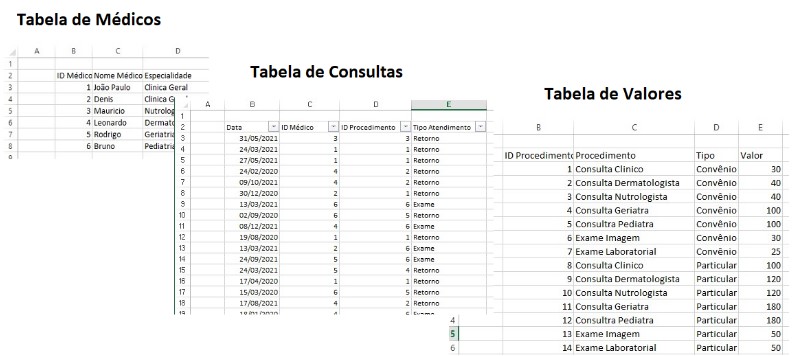 Tabela de Médicos
A B C D
1
2 ID Médico Nome Médico Especialidade
3 1 João Paulo Clinica Geral
4 2 Denis Clinica G
5 3 Mauricio Nutrolog
6 4 Leonardo Dermato
7 5 Rodrigo Geriatria
8 6 Bruno Pediatria
Tabela de Consultas
A B C D E
1
2 Data ID Médico ID Procedimento Tipo Atendimento
3 31/05/2021 3 3 Retorno
4 24/03/2021 1 1 Retorno
5 27/05/2021 1 1 Retorno
6 24/02/2020 4 2 Retorno
7 09/10/2021 4 2 Retorno
8 30/12/2020 2 1 Retorno
9 13/03/2021 6 6 Exame
10 02/09/2020 6 5 Retorno
11 08/12/2020 4 6 Exame
12 19/08/2020 1 1 Retorno
13 13/03/2021 2 6 Exame
14 24/09/2021 5 6 Exame
15 24/03/2021 5 4 Retorno
16 17/04/2020 1 1 Retorno
17 15/03/2020 6 5 Retorno
18 17/08/2021 4 2 Retorno
19 18/01/2020 4 6 Exame
Tabela de Valores
B C D E
ID Procedimento Procedimento Tipo Valor
1 Consulta Clinico Convênio 30
2 Consulta Dermatologista Convênio 40
3 Consulta Nutrologista Convênio 40
4 Consulta Geriatra Convênio 100
5 Consultra Pediatra Convênio 100
6 Exame Imagem Convênio 30
7 Exame Laboratorial Convênio 25
8 Consulta Clinico Particular 100
9 Consulta Dermatologista Particular 120
10 Consulta Nutrologista Particular 120
11 Consulta Geriatra Particular 180
4 12 Consultra Pediatra Particular 180
5 13 Exame Imagem Particular 50
6 14 Exame Laboratorial Particular 50